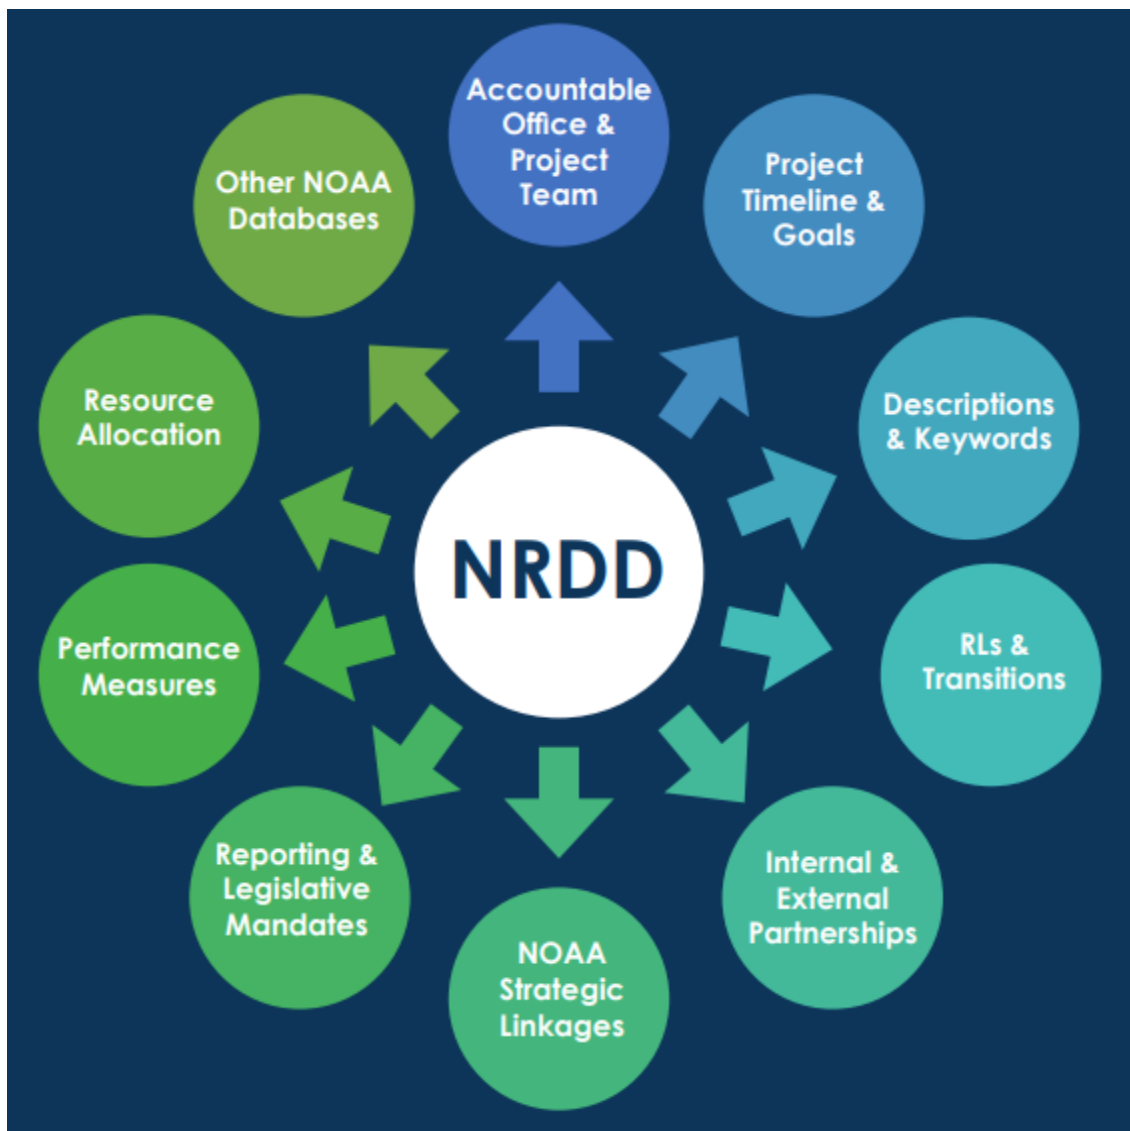 Accountable
Office &
Project
Team
Project
Timeline &
Goals
Descriptions
& Keywords
RLs &
Transitions
Internal &
External
Partnerships
NOAA
Strategic
Linkages
Reporting &
Legislative
Mandates
Performance
Measures
Resource
Allocation
Other NOAA
Databases
NRDD